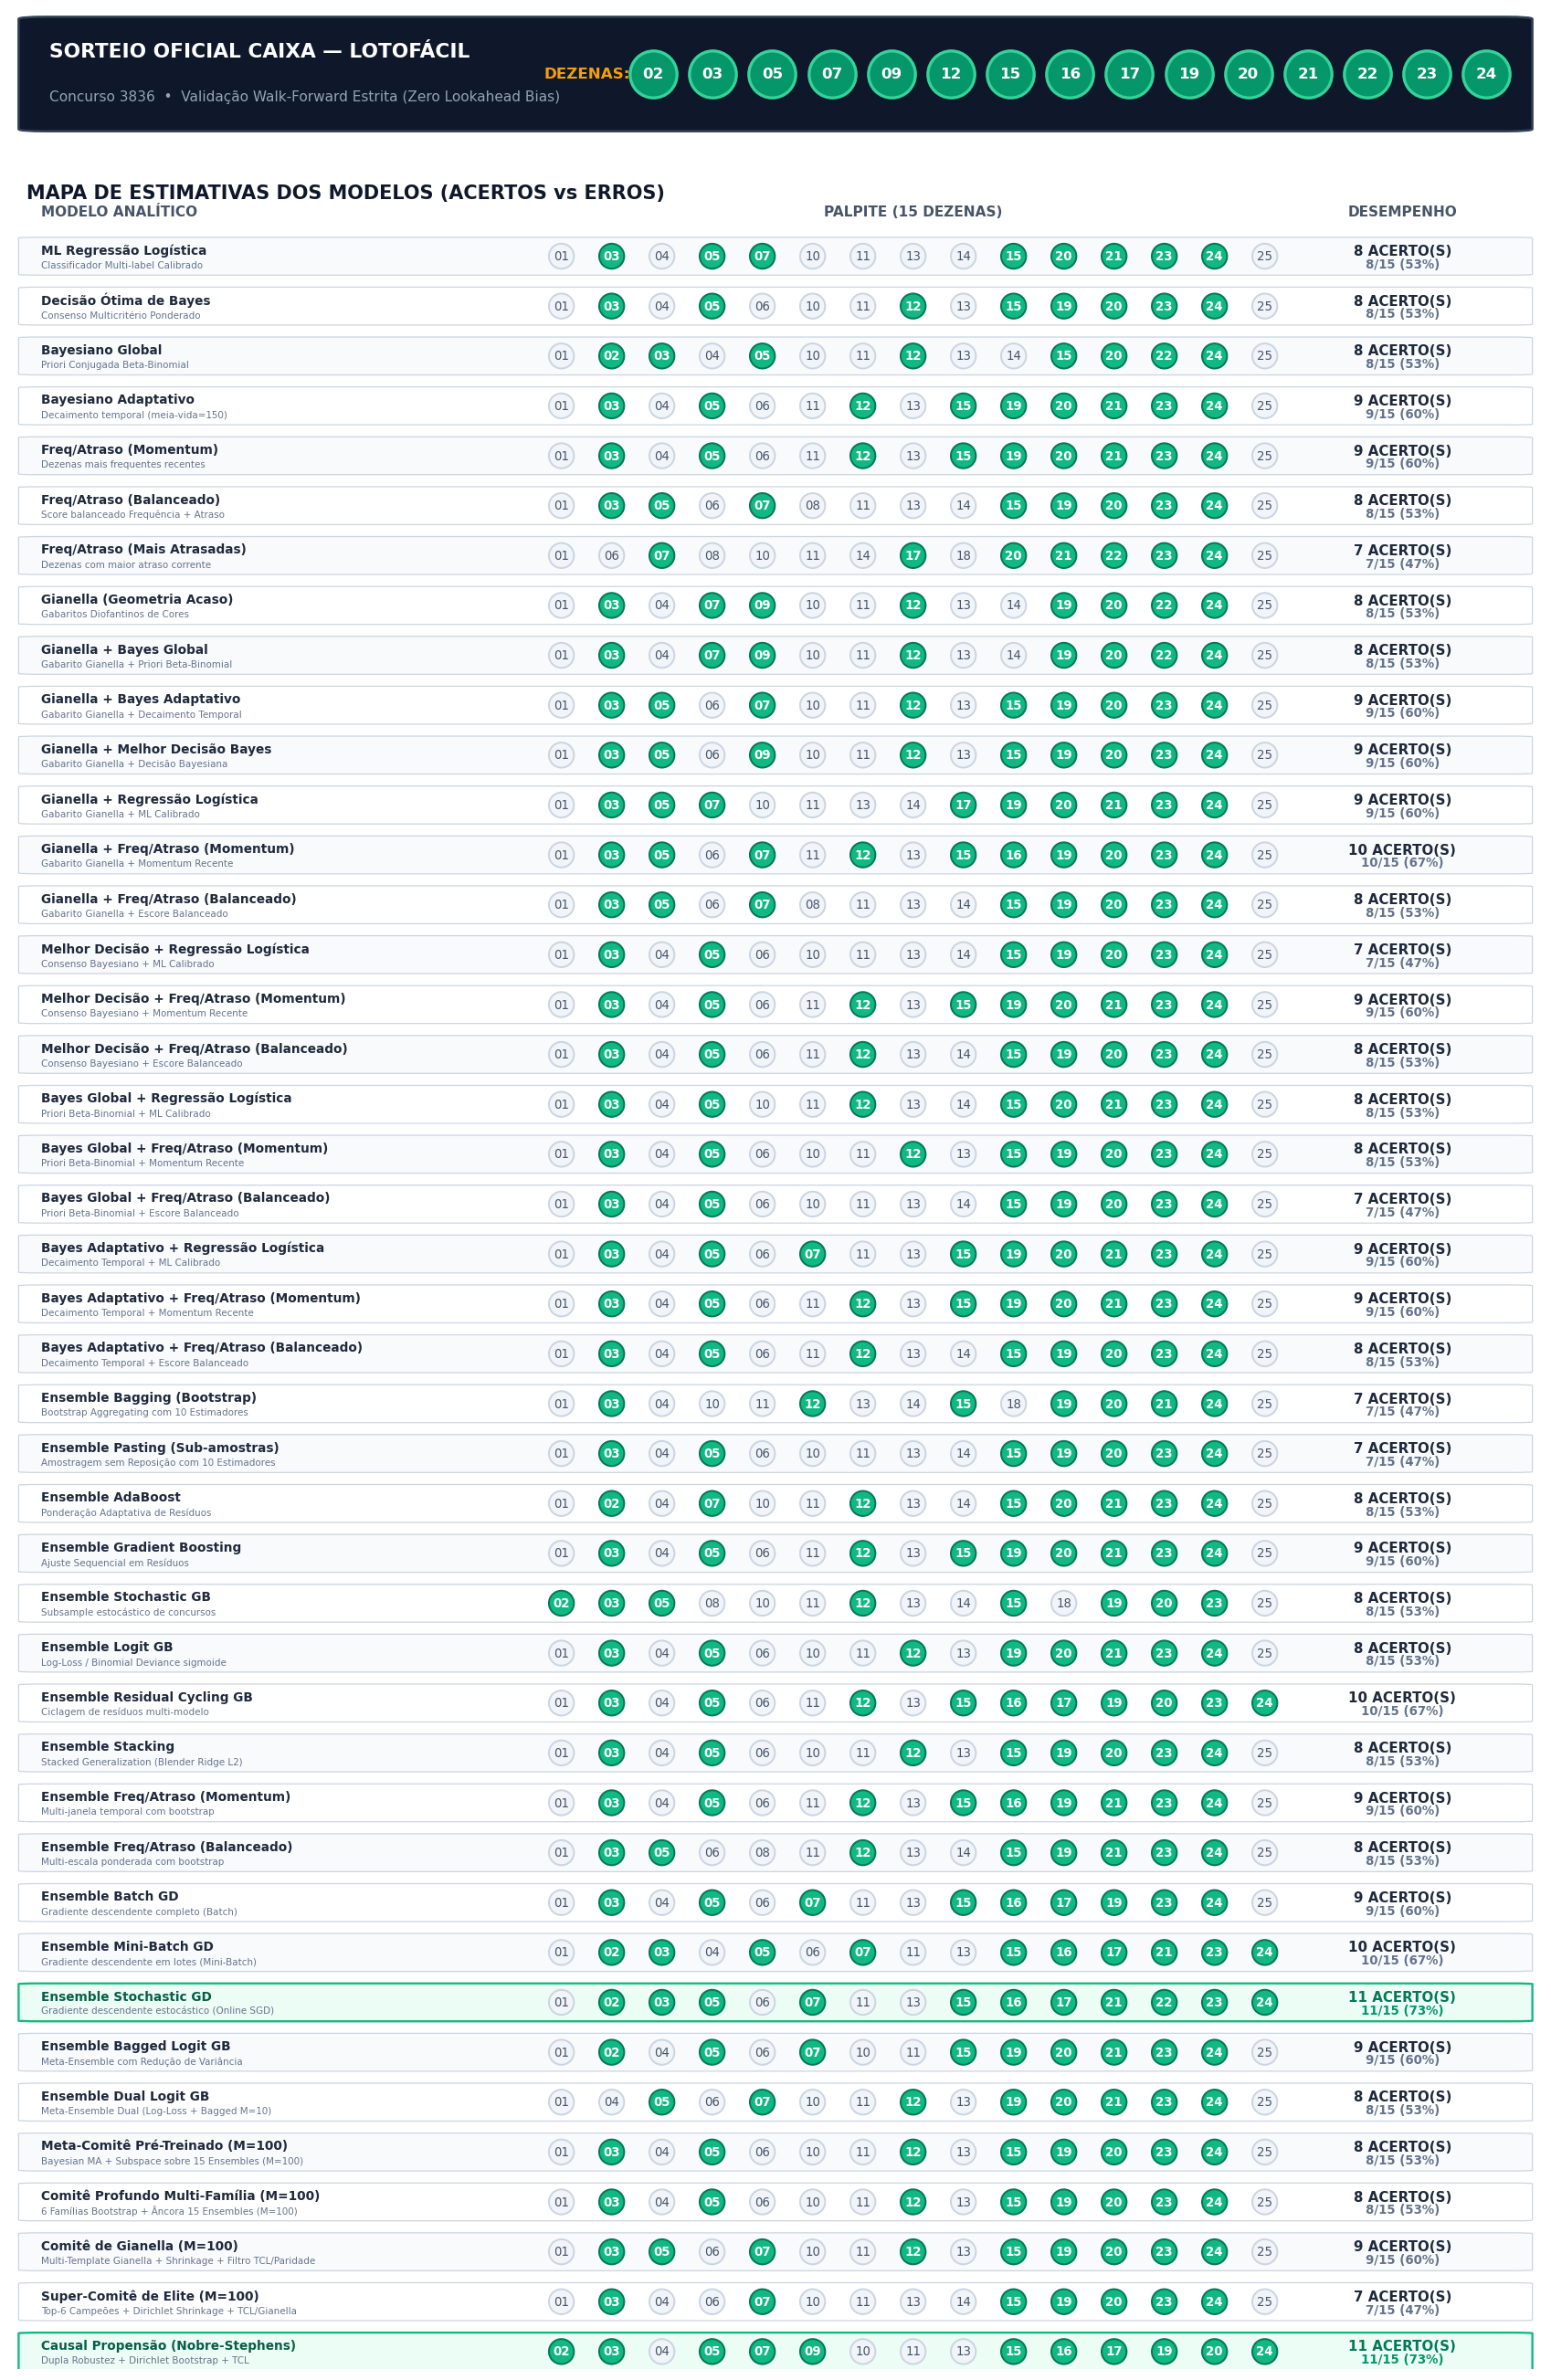 SORTEIO OFICIAL CAIXA — LOTOFÁCIL
DEZENAS: 02 03 05 07 09 12 15 16 17 19 20 21 22 23 24
Concurso 3836 • Validação Walk-Forward Estrita (Zero Lookahead Bias)
MAPA DE ESTIMATIVAS DOS MODELOS (ACERTOS vs ERROS)
MODELO ANALÍTICO PALPITE (15 DEZENAS) DESEMPENHO
ML Regressão Logística 01 03 04 05 07 10 11 13 14 15 20 21 23 24 25 8 ACERTO(S)
Classificador Multi-label Calibrado 8/15 (53%)
Decisão Ótima de Bayes 01 03 04 05 06 10 11 12 13 15 19 20 23 24 25 8 ACERTO(S)
Consenso Multicritério Ponderado 8/15 (53%)
Bayesiano Global 01 02 03 04 05 10 11 12 13 14 15 20 22 24 25 8 ACERTO(S)
Priori Conjugada Beta-Binomial 8/15 (53%)
Bayesiano Adaptativo 01 03 04 05 06 11 12 13 15 19 20 21 23 24 25 9 ACERTO(S)
Decaimento temporal (meia-vida=150) 9/15 (60%)
Freq/Atraso (Momentum) 01 03 04 05 06 11 12 13 15 19 20 21 23 24 25 9 ACERTO(S)
Dezenas mais frequentes recentes 9/15 (60%)
Freq/Atraso (Balanceado) 01 03 05 06 07 08 11 13 14 15 19 20 23 24 25 8 ACERTO(S)
Score balanceado Frequência + Atraso 8/15 (53%)
Freq/Atraso (Mais Atrasadas) 01 06 07 08 10 11 14 17 18 20 21 22 23 24 25 7 ACERTO(S)
Dezenas com maior atraso corrente 7/15 (47%)
Gianella (Geometria Acaso) 01 03 04 07 09 10 11 12 13 14 19 20 22 24 25 8 ACERTO(S)
Gabaritos Diofantinos de Cores 8/15 (53%)
Gianella + Bayes Global 01 03 04 07 09 10 11 12 13 14 19 20 22 24 25 8 ACERTO(S)
Gabarito Gianella + Priori Beta-Binomial 8/15 (53%)
Gianella + Bayes Adaptativo 01 03 05 06 07 10 11 12 13 15 19 20 23 24 25 9 ACERTO(S)
Gabarito Gianella + Decaimento Temporal 9/15 (60%)
Gianella + Melhor Decisão Bayes 01 03 05 06 09 10 11 12 13 15 19 20 23 24 25 9 ACERTO(S)
Gabarito Gianella + Decisão Bayesiana 9/15 (60%)
Gianella + Regressão Logística 01 03 05 07 10 11 13 14 17 19 20 21 23 24 25 9 ACERTO(S)
Gabarito Gianella + ML Calibrado 9/15 (60%)
Gianella + Freq/Atraso (Momentum) 01 03 05 06 07 11 12 13 15 16 19 20 23 24 25 10 ACERTO(S)
Gabarito Gianella + Momentum Recente 10/15 (67%)
Gianella + Freq/Atraso (Balanceado) 01 03 05 06 07 08 11 13 14 15 19 20 23 24 25 8 ACERTO(S)
Gabarito Gianella + Escore Balanceado 8/15 (53%)
Melhor Decisão + Regressão Logística 01 03 04 05 06 10 11 13 14 15 19 20 23 24 25 7 ACERTO(S)
Consenso Bayesiano + ML Calibrado 7/15 (47%)
Melhor Decisão + Freq/Atraso (Momentum) 01 03 04 05 06 11 12 13 15 19 20 21 23 24 25 9 ACERTO(S)
Consenso Bayesiano + Momentum Recente 9/15 (60%)
Melhor Decisão + Freq/Atraso (Balanceado) 01 03 04 05 06 11 12 13 14 15 19 20 23 24 25 8 ACERTO(S)
Consenso Bayesiano + Escore Balanceado 8/15 (53%)
Bayes Global + Regressão Logística 01 03 04 05 10 11 12 13 14 15 20 21 23 24 25 8 ACERTO(S)
Priori Beta-Binomial + ML Calibrado 8/15 (53%)
Bayes Global + Freq/Atraso (Momentum) 01 03 04 05 06 10 11 12 13 15 19 20 23 24 25 8 ACERTO(S)
Priori Beta-Binomial + Momentum Recente 8/15 (53%)
Bayes Global + Freq/Atraso (Balanceado) 01 03 04 05 06 10 11 13 14 15 19 20 23 24 25 7 ACERTO(S)
Priori Beta-Binomial + Escore Balanceado 7/15 (47%)
Bayes Adaptativo + Regressão Logística 01 03 04 05 06 07 11 13 15 19 20 21 23 24 25 9 ACERTO(S)
Decaimento Temporal + ML Calibrado 9/15 (60%)
Bayes Adaptativo + Freq/Atraso (Momentum) 01 03 04 05 06 11 12 13 15 19 20 21 23 24 25 9 ACERTO(S)
Decaimento Temporal + Momentum Recente 9/15 (60%)
Bayes Adaptativo + Freq/Atraso (Balanceado) 01 03 04 05 06 11 12 13 14 15 19 20 23 24 25 8 ACERTO(S)
Decaimento Temporal + Escore Balanceado 8/15 (53%)
Ensemble Bagging (Bootstrap) 01 03 04 10 11 12 13 14 15 18 19 20 21 24 25 7 ACERTO(S)
Bootstrap Aggregating com 10 Estimadores 7/15 (47%)
Ensemble Pasting (Sub-amostras) 01 03 04 05 06 10 11 13 14 15 19 20 23 24 25 7 ACERTO(S)
Amostragem sem Reposição com 10 Estimadores 7/15 (47%)
Ensemble AdaBoost 01 02 04 07 10 11 12 13 14 15 20 21 23 24 25 8 ACERTO(S)
Ponderação Adaptativa de Resíduos 8/15 (53%)
Ensemble Gradient Boosting 01 03 04 05 06 11 12 13 15 19 20 21 23 24 25 9 ACERTO(S)
Ajuste Sequencial em Resíduos 9/15 (60%)
Ensemble Stochastic GB 02 03 05 08 10 11 12 13 14 15 18 19 20 23 25 8 ACERTO(S)
Subsample estocástico de concursos 8/15 (53%)
Ensemble Logit GB 01 03 04 05 06 10 11 12 13 19 20 21 23 24 25 8 ACERTO(S)
Log-Loss / Binomial Deviance sigmoide 8/15 (53%)
Ensemble Residual Cycling GB 01 03 04 05 06 11 12 13 15 16 17 19 20 23 24 10 ACERTO(S)
Ciclagem de resíduos multi-modelo 10/15 (67%)
Ensemble Stacking 01 03 04 05 06 10 11 12 13 15 19 20 23 24 25 8 ACERTO(S)
Stacked Generalization (Blender Ridge L2) 8/15 (53%)
Ensemble Freq/Atraso (Momentum) 01 03 04 05 06 11 12 13 15 16 19 21 23 24 25 9 ACERTO(S)
Multi-janela temporal com bootstrap 9/15 (60%)
Ensemble Freq/Atraso (Balanceado) 01 03 05 06 08 11 12 13 14 15 19 21 23 24 25 8 ACERTO(S)
Multi-escala ponderada com bootstrap 8/15 (53%)
Ensemble Batch GD 01 03 04 05 06 07 11 13 15 16 17 19 23 24 25 9 ACERTO(S)
Gradiente descendente completo (Batch) 9/15 (60%)
Ensemble Mini-Batch GD 01 02 03 04 05 06 07 11 13 15 16 17 21 23 24 10 ACERTO(S)
Gradiente descendente em lotes (Mini-Batch) 10/15 (67%)
Ensemble Stochastic GD 01 02 03 05 06 07 11 13 15 16 17 21 22 23 24 11 ACERTO(S)
Gradiente descendente estocástico (Online SGD) 11/15 (73%)
Ensemble Bagged Logit GB 01 02 04 05 06 07 10 11 15 19 20 21 23 24 25 9 ACERTO(S)
Meta-Ensemble com Redução de Variância 9/15 (60%)
Ensemble Dual Logit GB 01 04 05 06 07 10 11 12 13 19 20 21 23 24 25 8 ACERTO(S)
Meta-Ensemble Dual (Log-Loss + Bagged M=10) 8/15 (53%)
Meta-Comitê Pré-Treinado (M=100) 01 03 04 05 06 10 11 12 13 15 19 20 23 24 25 8 ACERTO(S)
Bayesian MA + Subspace sobre 15 Ensembles (M=100) 8/15 (53%)
Comitê Profundo Multi-Família (M=100) 01 03 04 05 06 10 11 12 13 15 19 20 23 24 25 8 ACERTO(S)
6 Famílias Bootstrap + Âncora 15 Ensembles (M=100) 8/15 (53%)
Comitê de Gianella (M=100) 01 03 05 06 07 10 11 12 13 15 19 20 23 24 25 9 ACERTO(S)
Multi-Template Gianella + Shrinkage + Filtro TCL/Paridade 9/15 (60%)
Super-Comitê de Elite (M=100) 01 03 04 06 07 10 11 13 14 15 19 20 23 24 25 7 ACERTO(S)
Top-6 Campeões + Dirichlet Shrinkage + TCL/Gianella 7/15 (47%)
Causal Propensão (Nobre-Stephens) 02 03 04 05 07 09 10 11 13 15 16 17 19 20 24 11 ACERTO(S)
Dupla Robustez + Dirichlet Bootstrap + TCL 11/15 (73%)